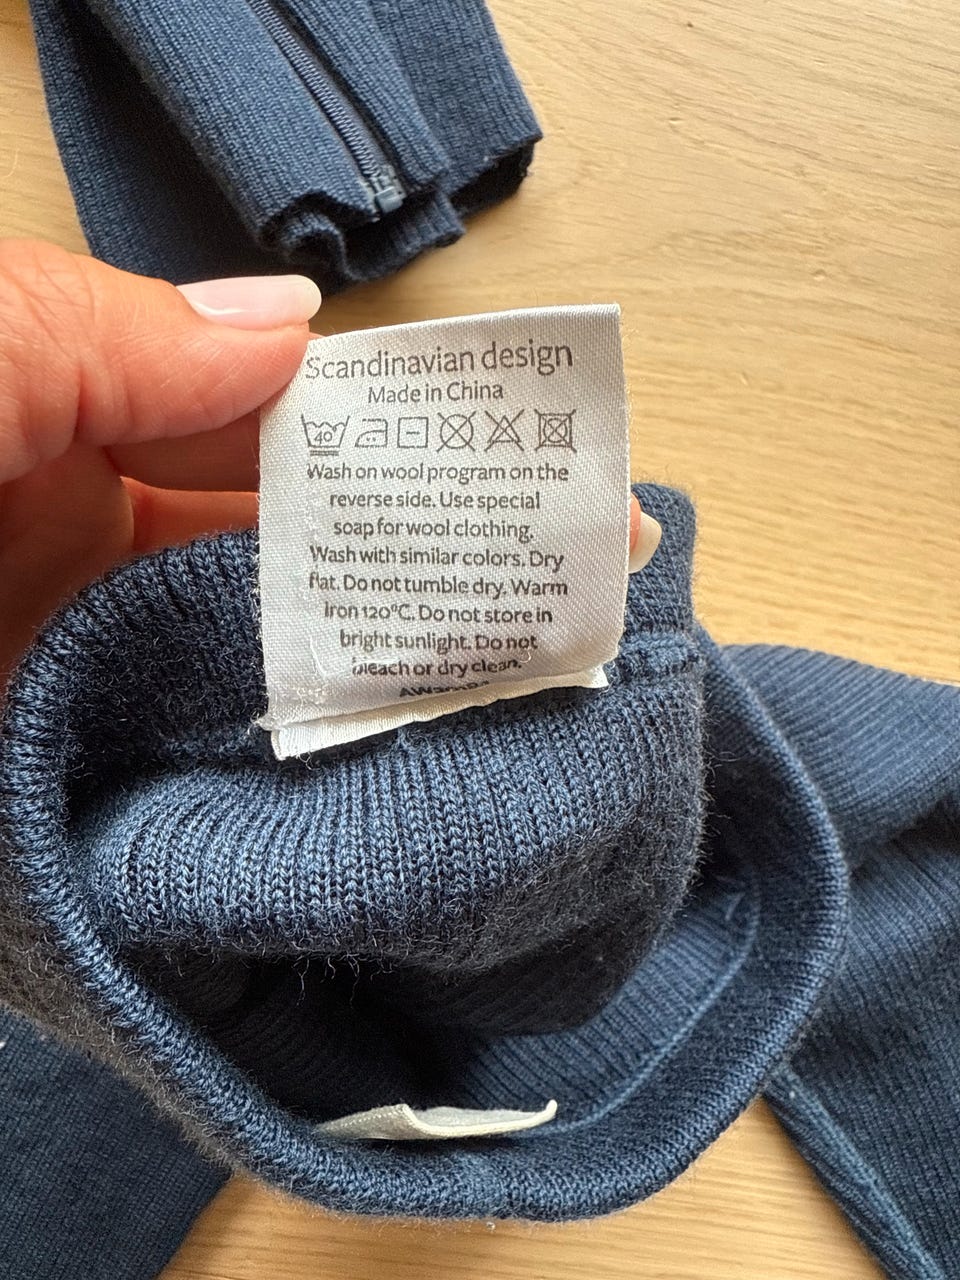 Scandinavian design
Made in China
40
Wash on wool program on the
reverse side. Use special
soap for wool clothing.
Wash with similar colors. Dry
flat. Do not tumble dry. Warm
iron 120°C. Do not store in
bright sunlight. Do not
bleach or dry clean.